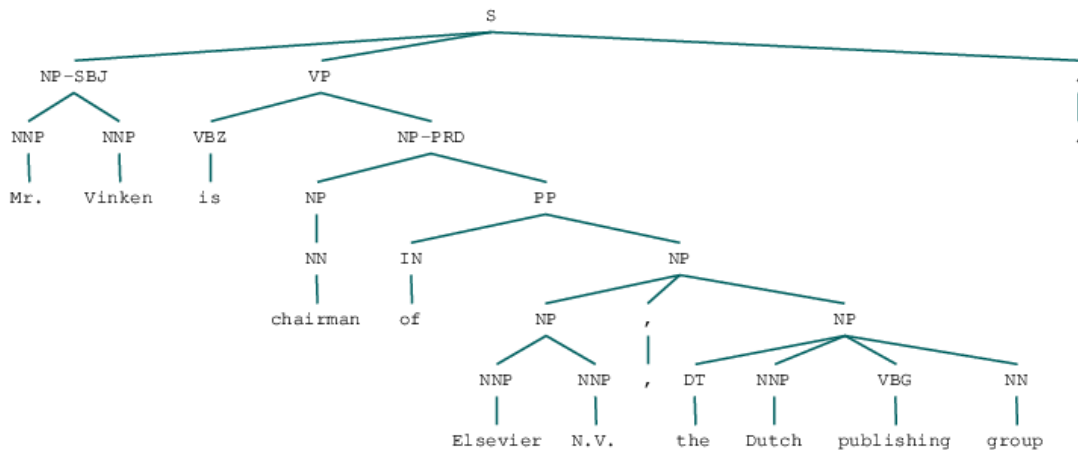 S
NP-SBJ VP
NNP NNP VBZ NP-PRD
Mr. Vinken is NP PP
NN IN NP
chairman of NP , NP
NNP NNP , DT NNP VBG NN
Elsevier N.V. the Dutch publishing group